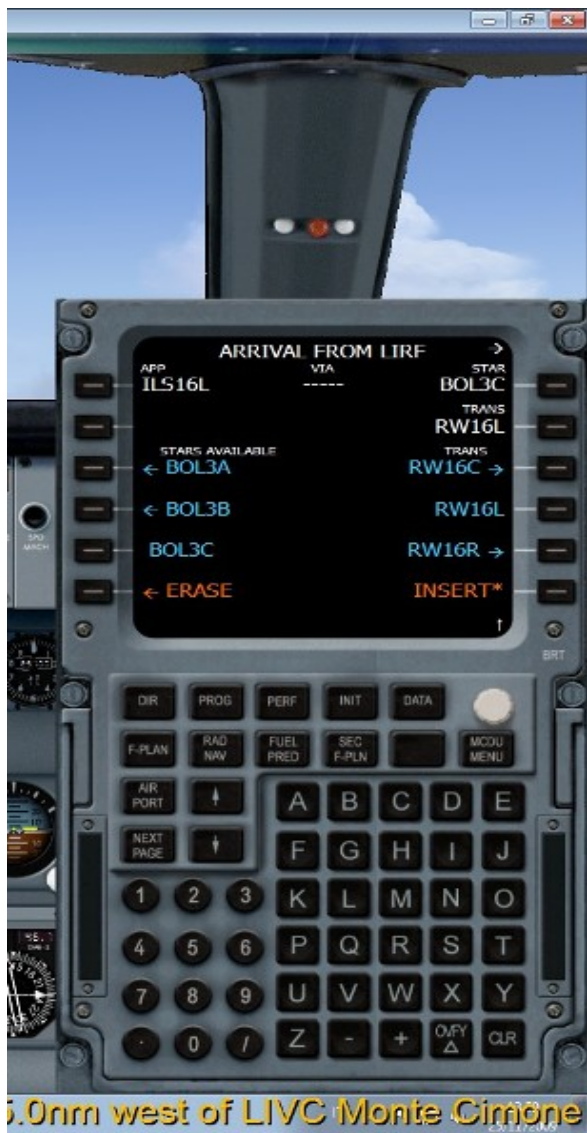 ARRIVAL FROM LIRF →
APP VIA STAR
ILS16L ----- BOL3C
TRANS
RW16L
STARS AVAILABLE TRANS
← BOL3A RW16C →
← BOL3B RW16L
BOL3C RW16R →
← ERASE INSERT*
↑
SPD
MACH
BRT
DIR PROG PERF INIT DATA
F-PLAN RAD NAV FUEL PRED SEC F-PLN MCDU MENU
AIR PORT
NEXT PAGE
A B C D E
F G H I J
1 2 3 K L M N O
4 5 6 P Q R S T
7 8 9 U V W X Y
. 0 / Z - + OVFY Δ CLR
5.0nm west of LIVC Monte Cimone